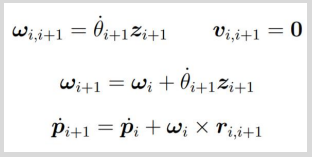 ω_{i,i+1} = θ̇_{i+1} z_{i+1}  v_{i,i+1} = 0
ω_{i+1} = ω_i + θ̇_{i+1} z_{i+1}
ṗ_{i+1} = ṗ_i + ω_i × r_{i,i+1}